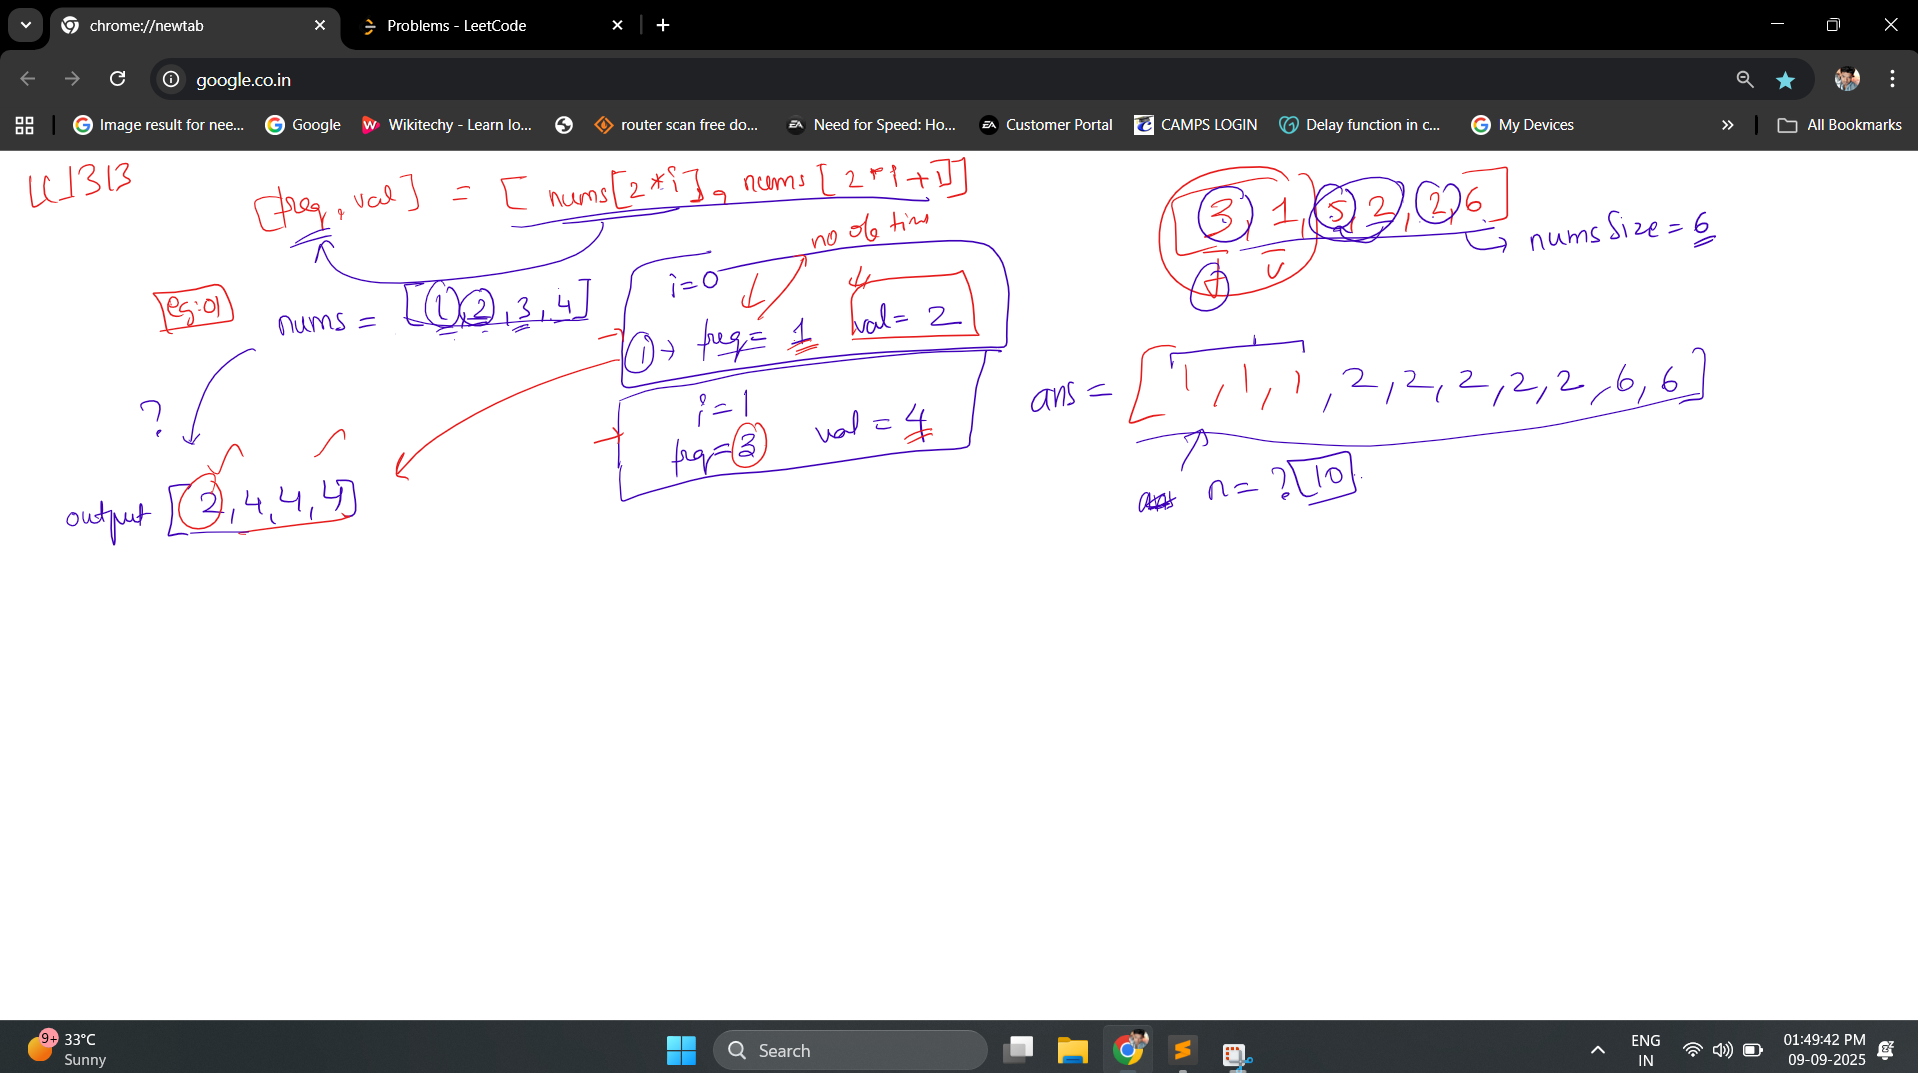 chrome://newtab
Problems - LeetCode
google.co.in
Image result for nee...
Google
Wikitechy - Learn lo...
router scan free do...
Need for Speed: Ho...
Customer Portal
CAMPS LOGIN
Delay function in c...
My Devices
All Bookmarks
LC1313
[freq, val] = [nums[2*i], nums[2*i+1]]
no of time
eg:01
nums = [1,2,3,4]
i=0
① → freq= 1 val= 2
i=1
freq=3 val = 4
?
output [2,4,4,4]
[3, 1, 5, 2, 2, 6]
f v
numsSize = 6
ans = [1, 1, 1, 2, 2, 2, 2, 2, 6, 6]
n = ? 10
9+
33°C
Sunny
Search
ENG
IN
01:49:42 PM
09-09-2025